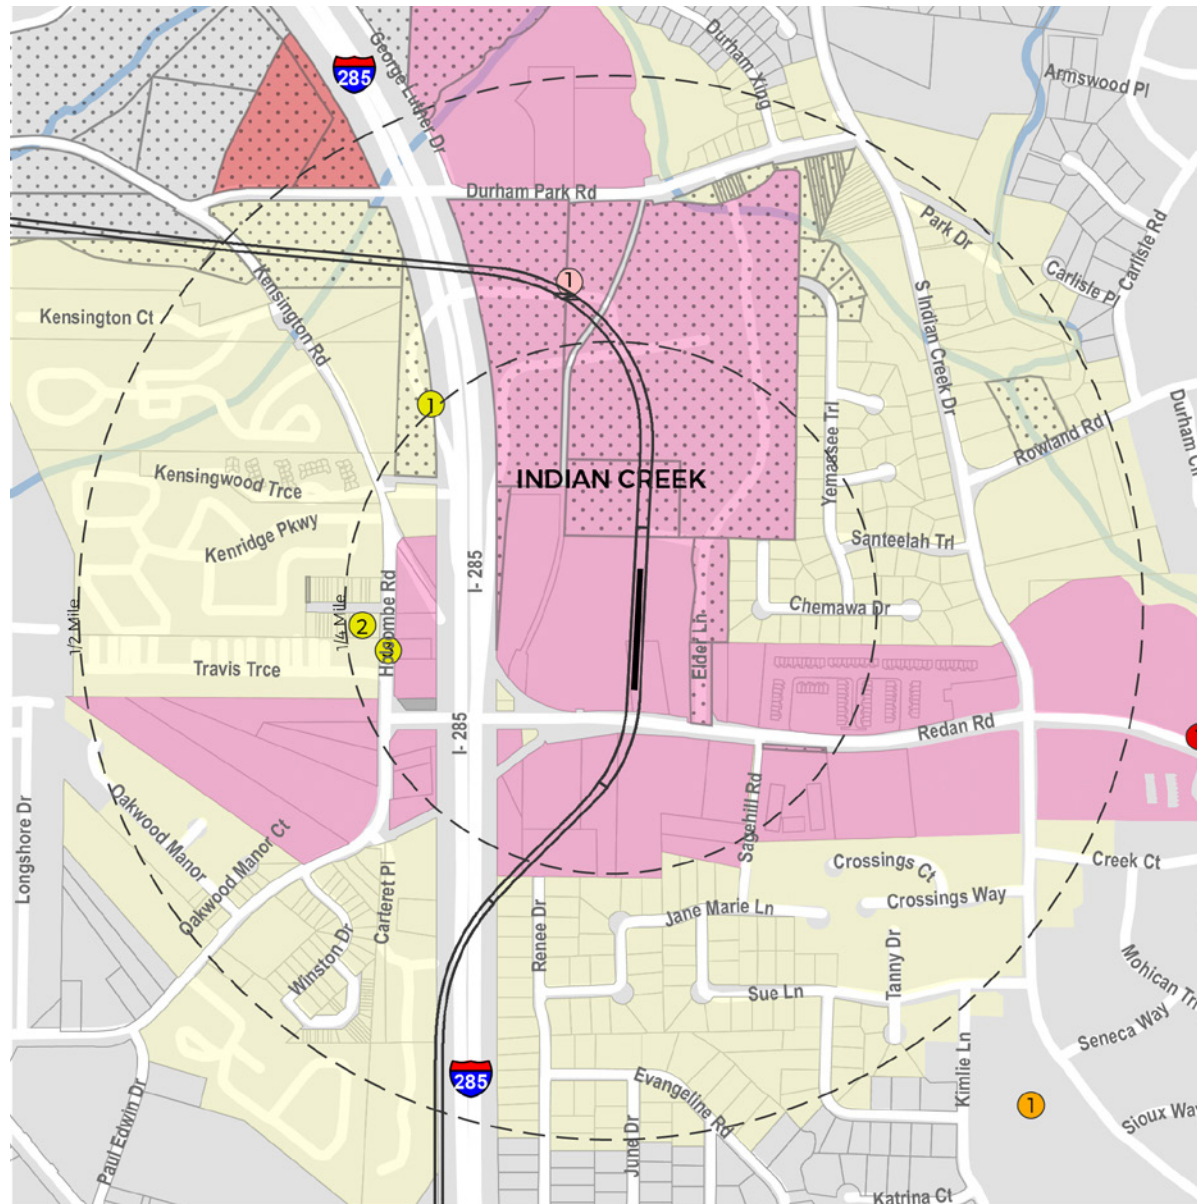 285
George Luther Dr
Durham Xing
Armswood Pl
Durham Park Rd
Park Dr
Carlisle Rd
Carlisle Pl
Kensington Rd
Kensington Ct
1
S Indian Creek Dr
1
Yemassee Trl
Rowland Rd
Kensingwood Trce
INDIAN CREEK
Kenridge Pkwy
Santeelah Trl
I- 285
Chemawa Dr
1/2 Mile
1/4 Mile
2
Travis Trce
Elder Ln
Redan Rd
I- 285
Sagehill Rd
Longshore Dr
Oakwood Manor
Oakwood Manor Ct
Carteret Pl
Crossings Ct
Creek Ct
Crossings Way
Jane Marie Ln
Renee Dr
Winston Dr
Tanny Dr
Sue Ln
Mohican Trl
Seneca Way
Kimlie Ln
285
Evangeline Rd
1
June Dr
Paul Edwin Dr
Sioux Way
Katrina Ct